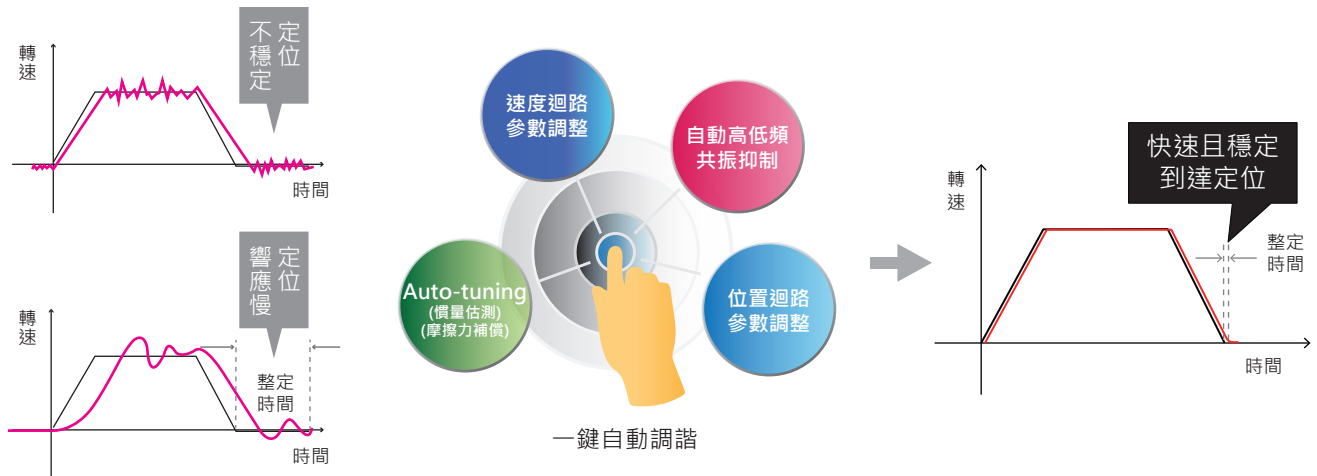 轉速
定位
不穩定
時間
轉速
定位
響應慢
整定
時間
時間
速度迴路
參數調整
自動高低頻
共振抑制
Auto-tuning
(慣量估測)
(摩擦力補償)
位置迴路
參數調整
一鍵自動調諧
轉速
快速且穩定
到達定位
整定
時間
時間